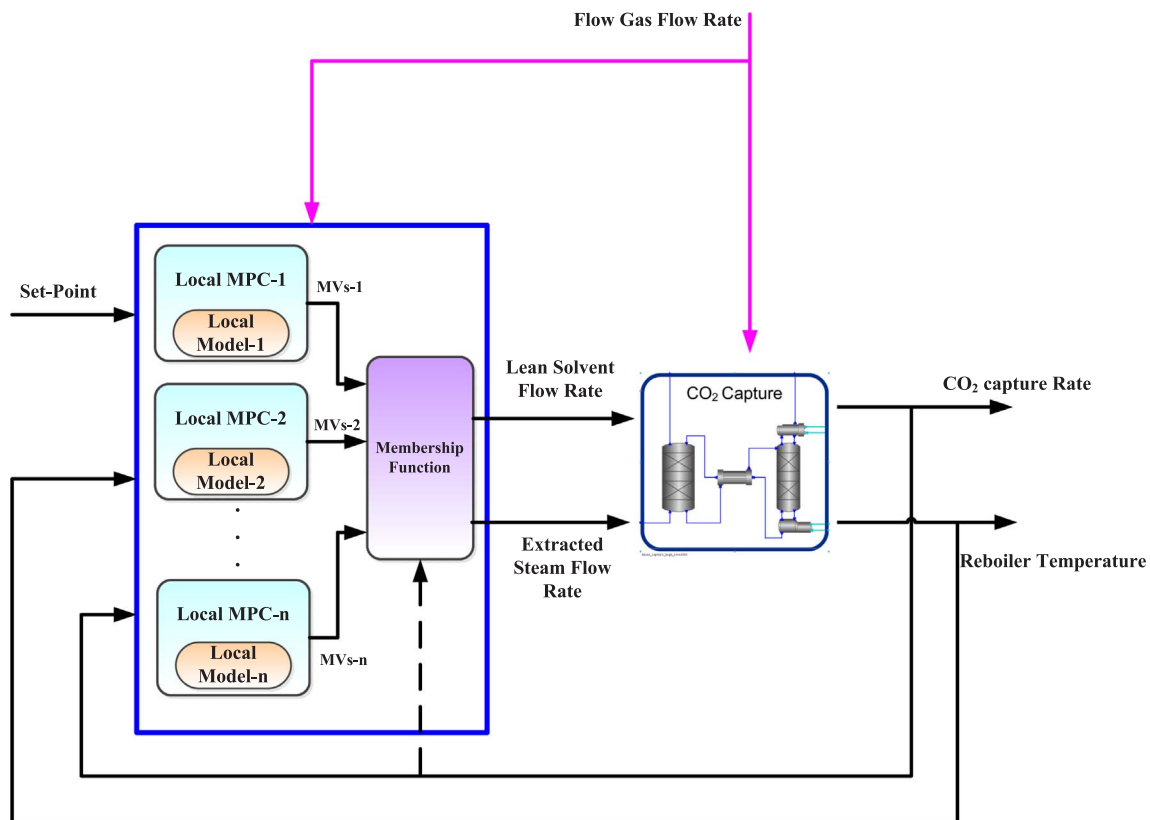 Flow Gas Flow Rate
Set-Point
Local MPC-1
Local
Model-1
MVs-1
Local MPC-2
Local
Model-2
MVs-2
Local MPC-n
Local
Model-n
MVs-n
Membership
Function
Lean Solvent
Flow Rate
Extracted
Steam Flow
Rate
CO₂ Capture
CO₂ capture Rate
Reboiler Temperature